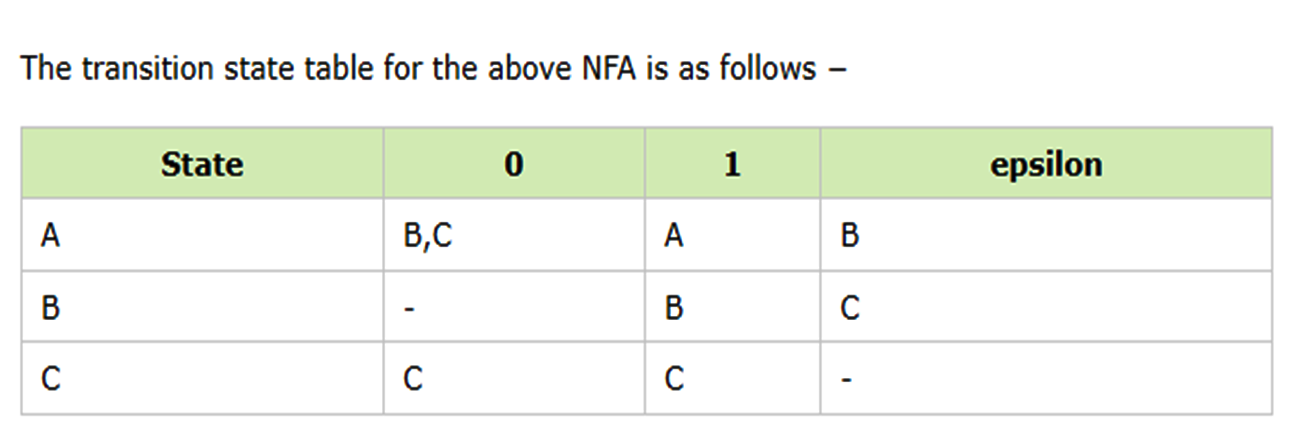 The transition state table for the above NFA is as follows –
State 0 1 epsilon
A B,C A B
B - B C
C C C -